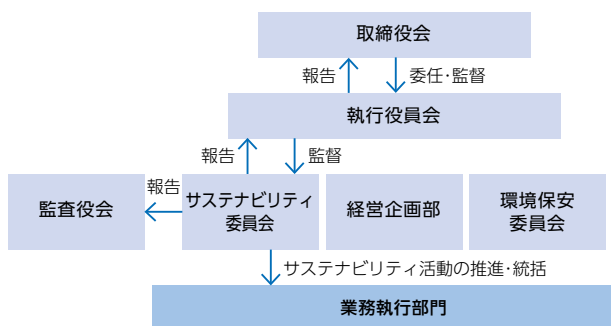 取締役会
報告
委任･監督
執行役員会
報告
監督
監査役会
報告
サステナビリティ
委員会
経営企画部
環境保安
委員会
サステナビリティ活動の推進･統括
業務執行部門